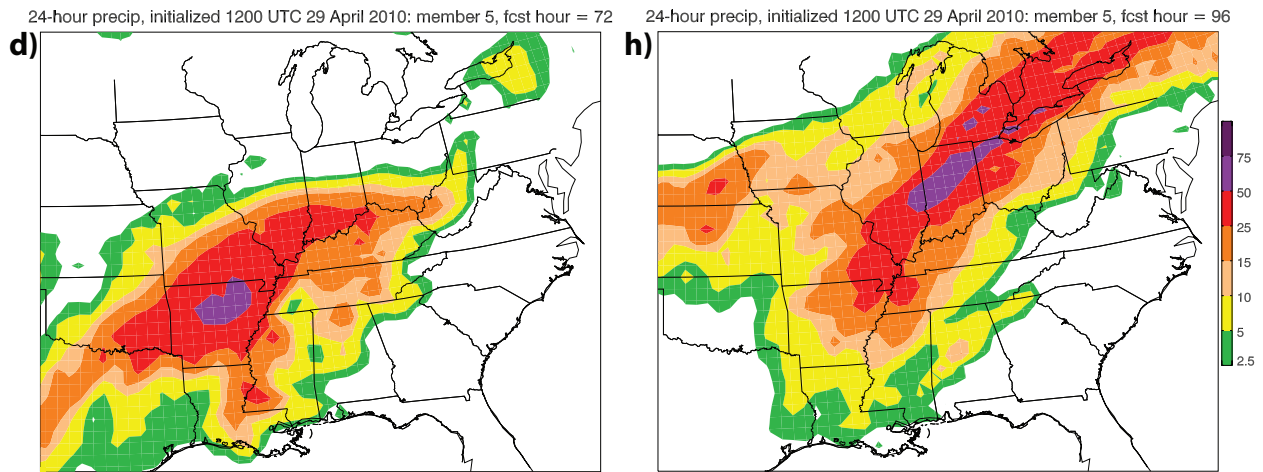 24-hour precip, initialized 1200 UTC 29 April 2010: member 5, fcst hour = 72
d)
24-hour precip, initialized 1200 UTC 29 April 2010: member 5, fcst hour = 96
h)
75
50
25
15
10
5
2.5